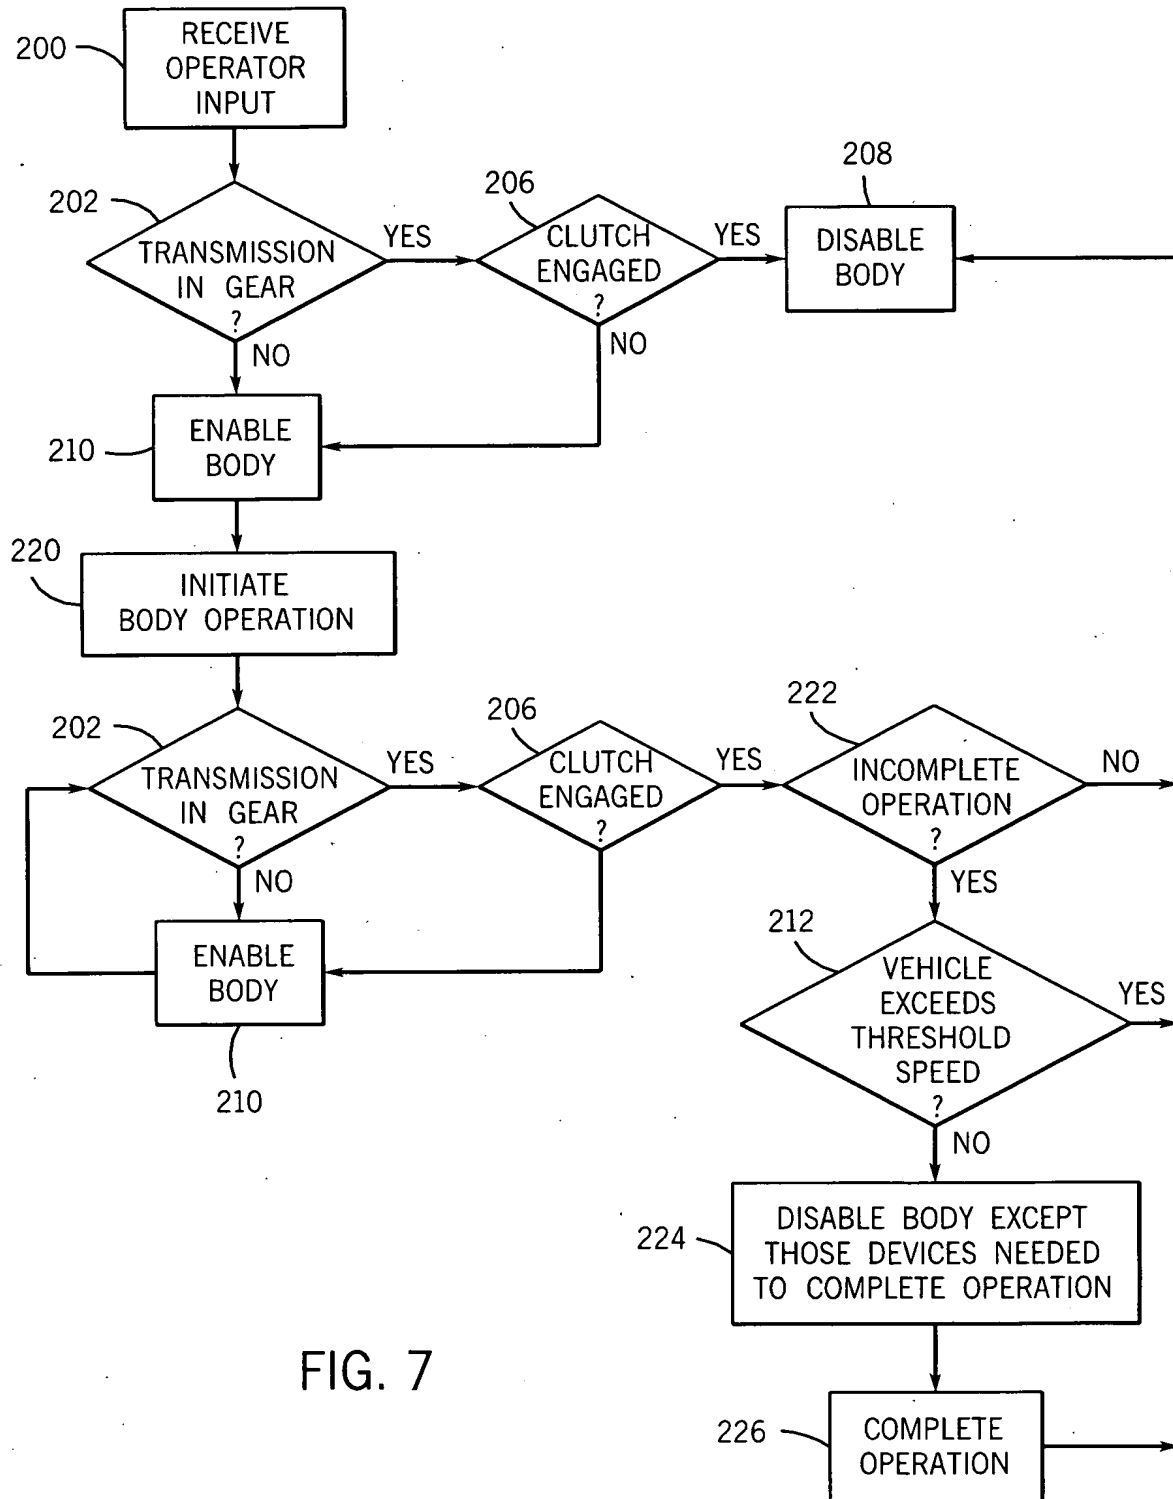 200
RECEIVE
OPERATOR
INPUT
202
TRANSMISSION
IN GEAR
?
YES
NO
206
CLUTCH
ENGAGED
?
YES
NO
208
DISABLE
BODY
210
ENABLE
BODY
220
INITIATE
BODY OPERATION
202
TRANSMISSION
IN GEAR
?
YES
NO
206
CLUTCH
ENGAGED
?
YES
222
INCOMPLETE
OPERATION
?
NO
YES
ENABLE
BODY
210
212
VEHICLE
EXCEEDS
THRESHOLD
SPEED
?
YES
NO
224
DISABLE BODY EXCEPT
THOSE DEVICES NEEDED
TO COMPLETE OPERATION
226
COMPLETE
OPERATION
FIG. 7